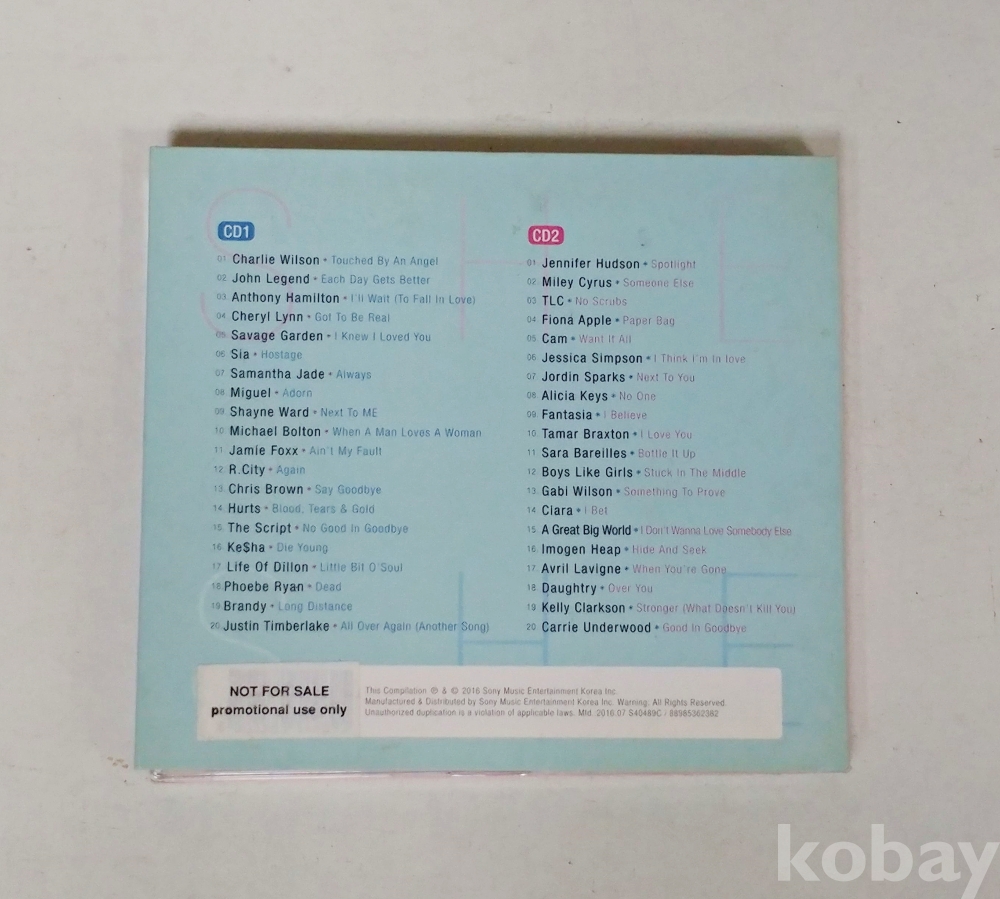 SHE
CD1
01 Charlie Wilson • Touched By An Angel
02 John Legend • Each Day Gets Better
03 Anthony Hamilton • I'll Wait (To Fall In Love)
04 Cheryl Lynn • Got To Be Real
05 Savage Garden • I Knew I Loved You
06 Sia • Hostage
07 Samantha Jade • Always
08 Miguel • Adorn
09 Shayne Ward • Next To ME
10 Michael Bolton • When A Man Loves A Woman
11 Jamie Foxx • Ain't My Fault
12 R.City • Again
13 Chris Brown • Say Goodbye
14 Hurts • Blood, Tears & Gold
15 The Script • No Good In Goodbye
16 Ke$ha • Die Young
17 Life Of Dillon • Little Bit O'Soul
18 Phoebe Ryan • Dead
19 Brandy • Long Distance
20 Justin Timberlake • All Over Again (Another Song)
CD2
01 Jennifer Hudson • Spotlight
02 Miley Cyrus • Someone Else
03 TLC • No Scrubs
04 Fiona Apple • Paper Bag
05 Cam • Want It All
06 Jessica Simpson • I Think I'm In love
07 Jordin Sparks • Next To You
08 Alicia Keys • No One
09 Fantasia • I Believe
10 Tamar Braxton • I Love You
11 Sara Bareilles • Bottle It Up
12 Boys Like Girls • Stuck In The Middle
13 Gabi Wilson • Something To Prove
14 Ciara • I Bet
15 A Great Big World • I Don't Wanna Love Somebody Else
16 Imogen Heap • Hide And Seek
17 Avril Lavigne • When You're Gone
18 Daughtry • Over You
19 Kelly Clarkson • Stronger (What Doesn't Kill You)
20 Carrie Underwood • Good In Goodbye
SHE
NOT FOR SALE
promotional use only
This Compilation ℗ & © 2016 Sony Music Entertainment Korea Inc.
Manufactured & Distributed by Sony Music Entertainment Korea Inc. Warning: All Rights Reserved.
Unauthorized duplication is a violation of applicable laws. Mfd. 2016.07 S40489C / 88985362382
kobay